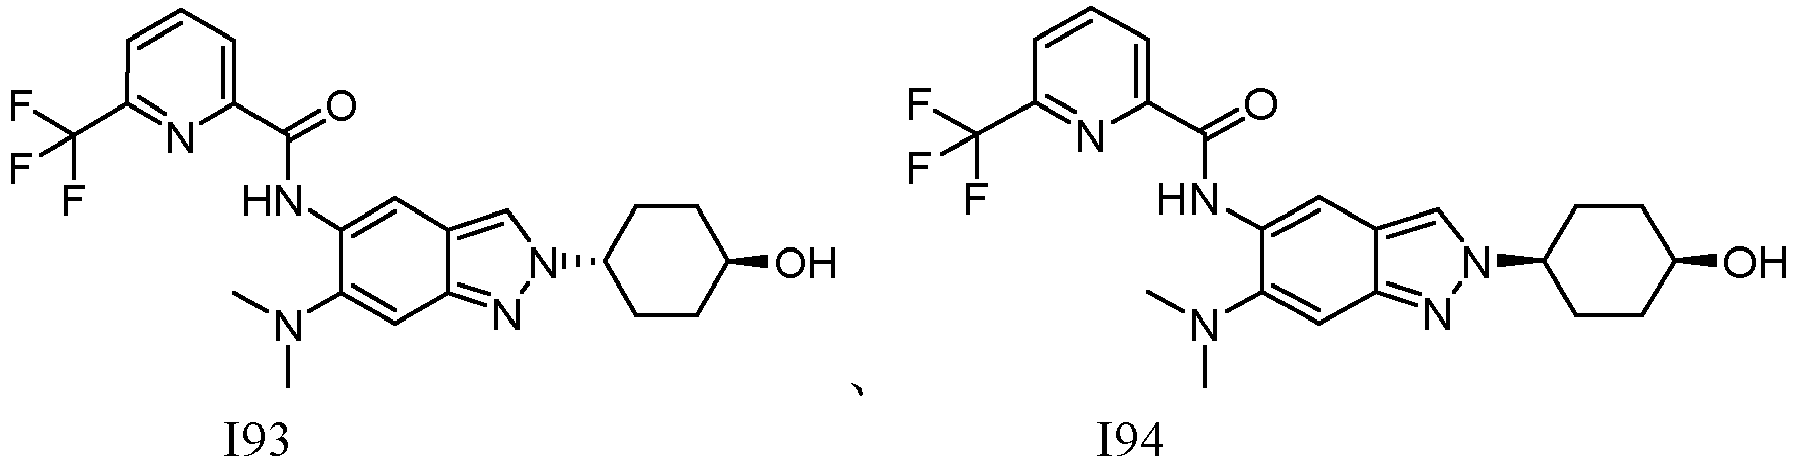 F F F N O HN N N N OH
F F F N O HN N N N OH
、
I93 I94